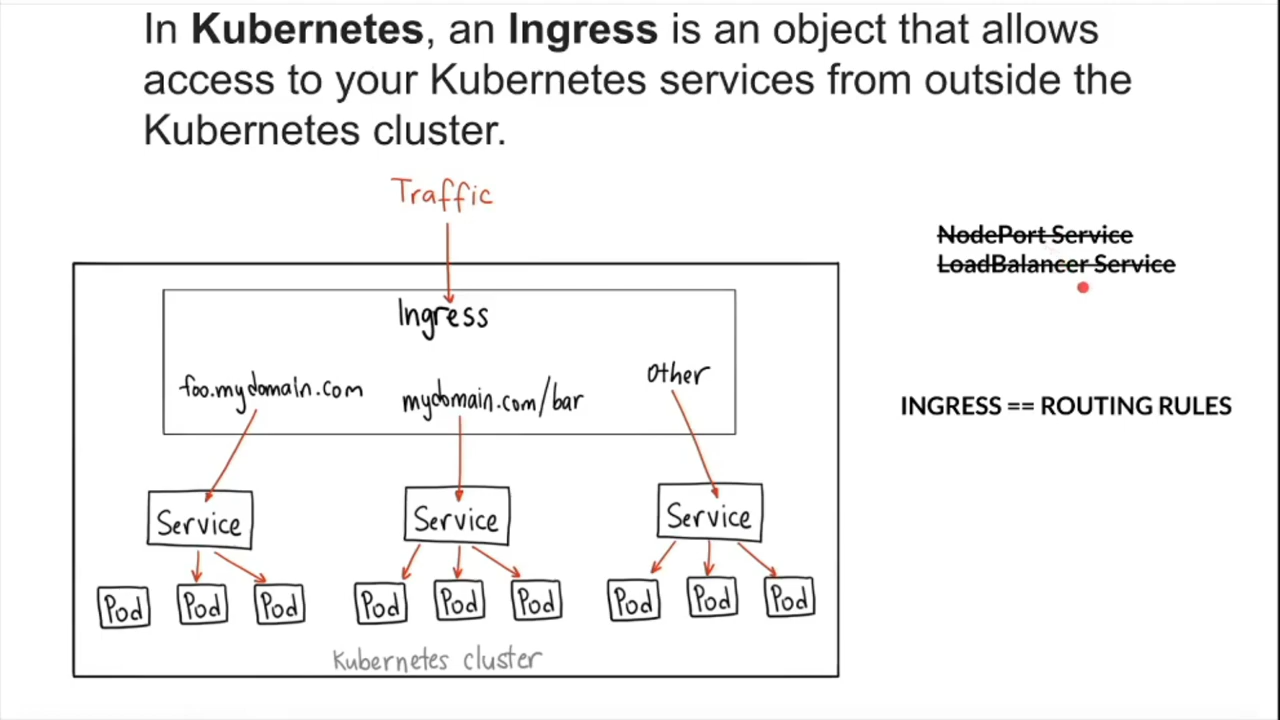 In Kubernetes, an Ingress is an object that allows
access to your Kubernetes services from outside the
Kubernetes cluster.
Traffic
NodePort Service
LoadBalancer Service
Ingress
foo.mydomain.com
mydomain.com/bar
Other
INGRESS == ROUTING RULES
Service
Service
Service
Pod
Pod
Pod
Pod
Pod
Pod
Pod
Pod
Pod
Kubernetes cluster